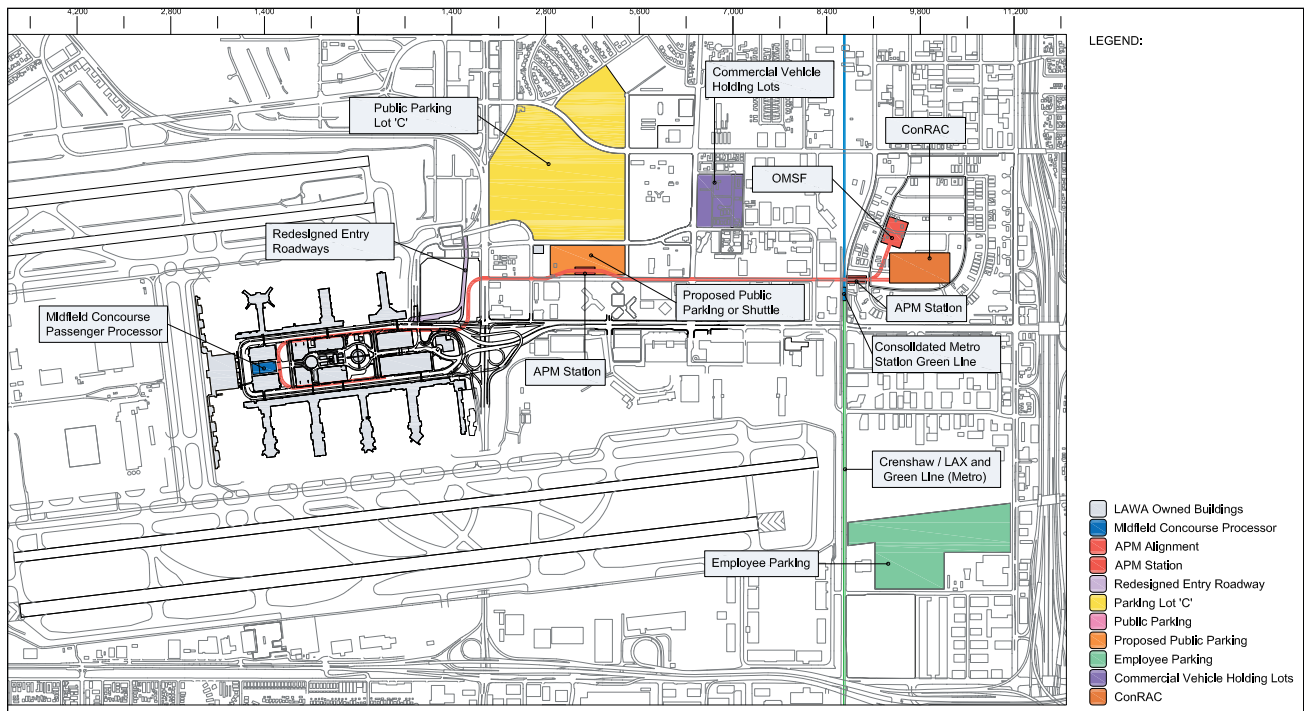 4,200 2,800 1,400 0 1,400 2,800 5,600 7,000 8,400 9,800 11,200
LEGEND:
Commercial Vehicle
Holding Lots
Public Parking
Lot 'C'
ConRAC
OMSF
Redesigned Entry
Roadways
Proposed Public
Parking or Shuttle
APM Station
Midfield Concourse
Passenger Processor
Consolidated Metro
Station Green Line
APM Station
Crenshaw / LAX and
Green Line (Metro)
Employee Parking
LAWA Owned Buildings
Midfield Concourse Processor
APM Alignment
APM Station
Redesigned Entry Roadway
Parking Lot 'C'
Public Parking
Proposed Public Parking
Employee Parking
Commercial Vehicle Holding Lots
ConRAC